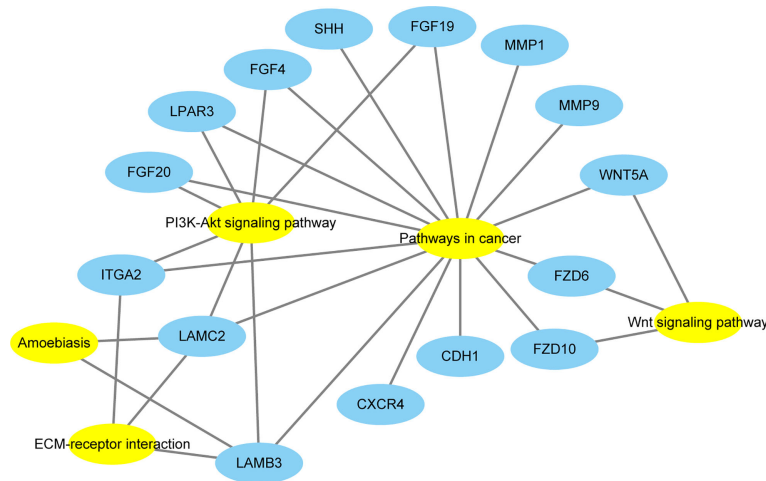 SHH
FGF19
MMP1
FGF4
MMP9
LPAR3
FGF20
WNT5A
PI3K-Akt signaling pathway
Pathways in cancer
ITGA2
FZD6
Wnt signaling pathway
LAMC2
Amoebiasis
FZD10
CDH1
CXCR4
ECM-receptor interaction
LAMB3